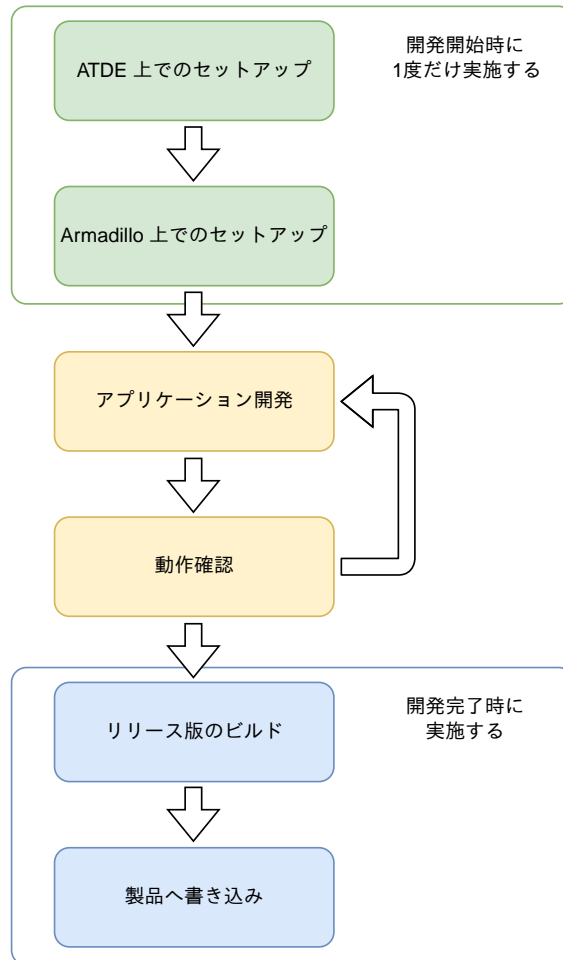 ATDE 上でのセットアップ
開発開始時に
1度だけ実施する
Armadillo 上でのセットアップ
アプリケーション開発
動作確認
リリース版のビルド
開発完了時に
実施する
製品へ書き込み